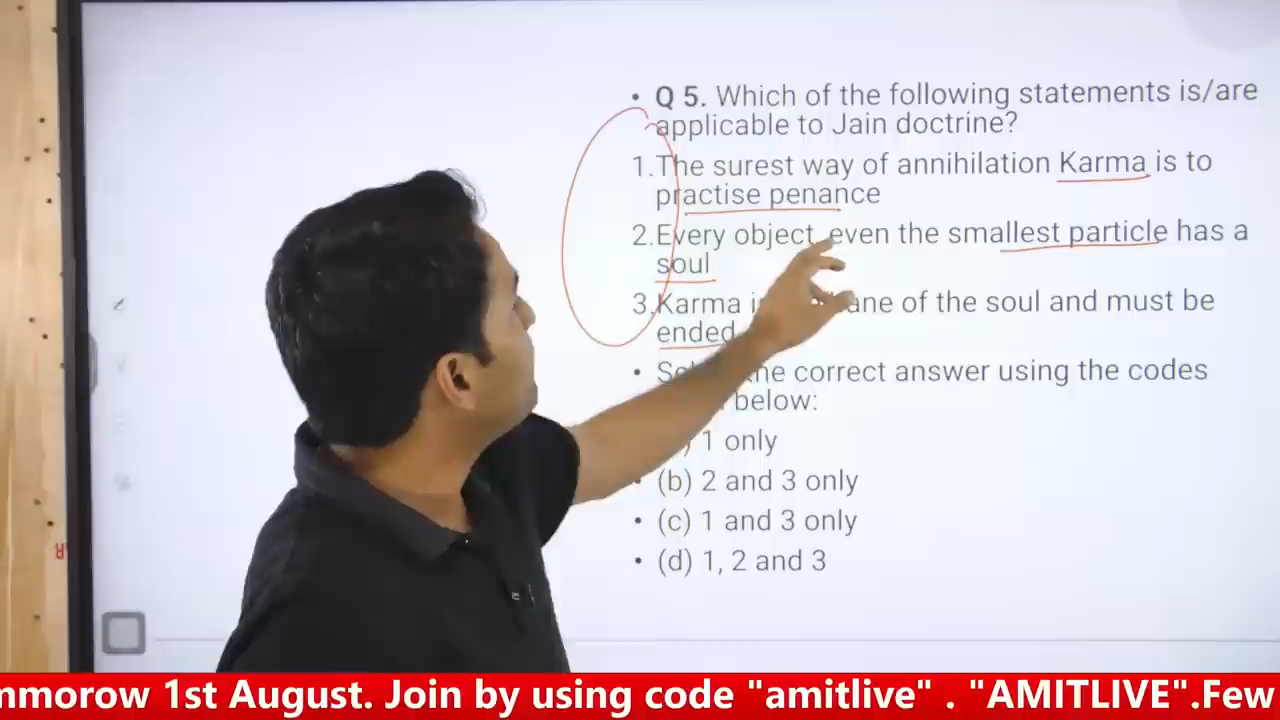 • Q 5. Which of the following statements is/are
applicable to Jain doctrine?
1. The surest way of annihilation Karma is to
practise penance
2. Every object, even the smallest particle has a
soul
3. Karma is ane of the soul and must be
ended
• Se he correct answer using the codes
below:
) 1 only
• (b) 2 and 3 only
• (c) 1 and 3 only
• (d) 1, 2 and 3
nmorow 1st August. Join by using code "amitlive" . "AMITLIVE".Few